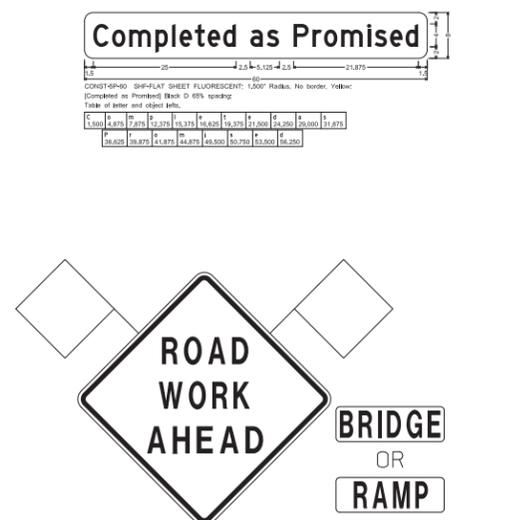 Completed as Promised
1.5 25 2.5 5.125 2.5 21.875 1.5
60
CONST-SP-60 SHF-FLAT SHEET FLUORESCENT; 1,500" Radius, No border, Yellow;
[Completed as Promised] Black D 65% spacing;
Table of letter and object lefts.
C o m p l e t e d a s
1,500 4,875 7,875 12,375 15,375 16,625 19,375 21,500 24,250 29,000 31,875
P r o m i s e d
36,625 39,875 41,875 44,875 49,500 50,750 53,500 56,250
ROAD
WORK
AHEAD
BRIDGE
OR
RAMP